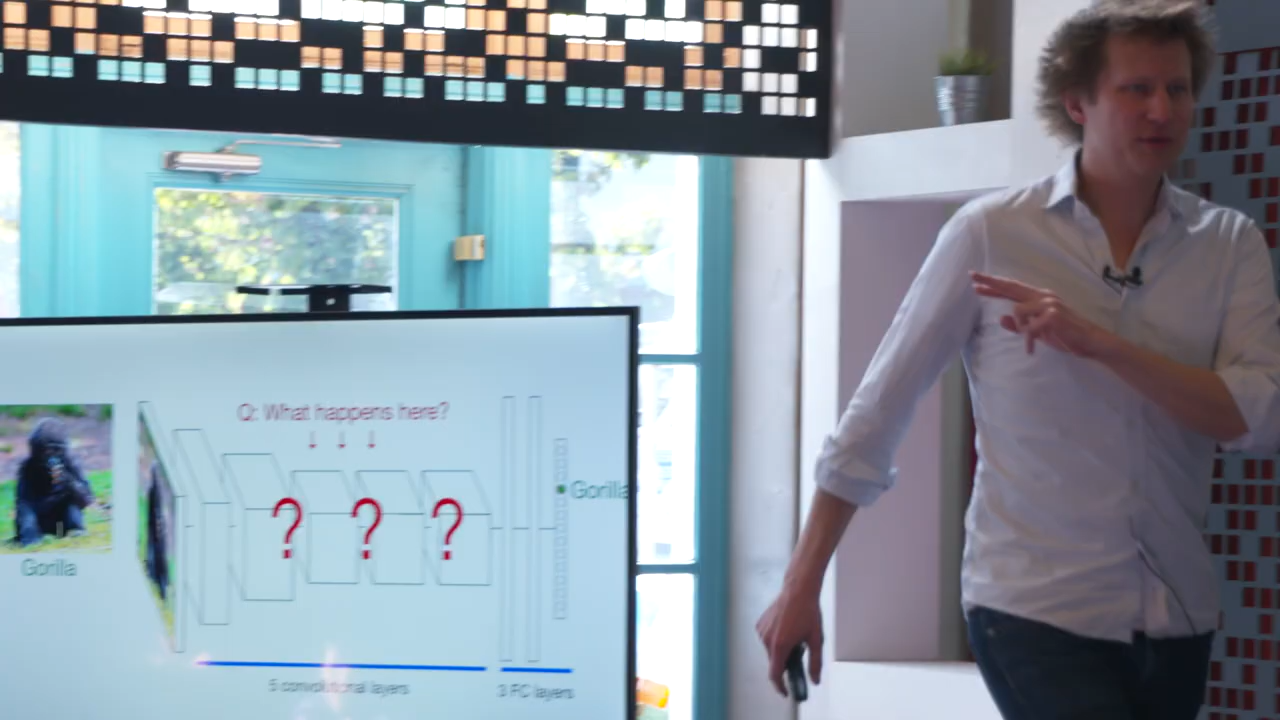 Q: What happens here?
? ? ?
Gorilla
Gorilla
5 convolutional layers
3 FC layers